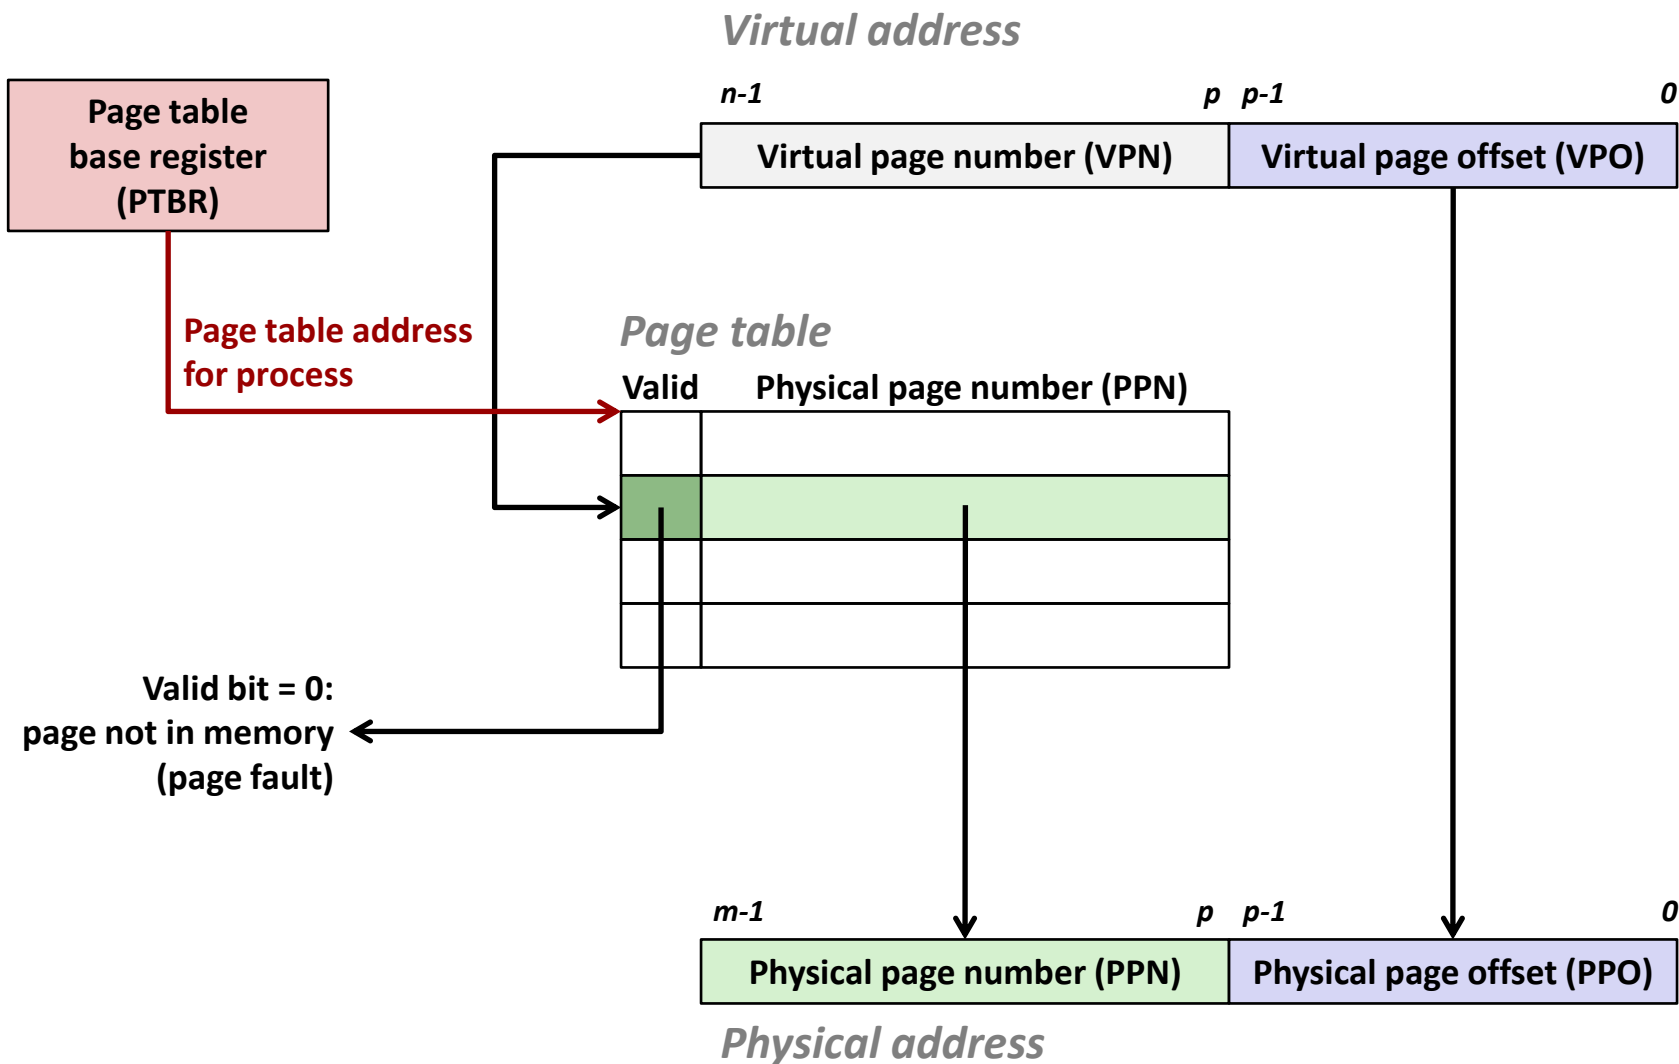 Virtual address
n-1
p
p-1
0
Page table
base register
(PTBR)
Virtual page number (VPN)
Virtual page offset (VPO)
Page table address
for process
Page table
Valid
Physical page number (PPN)
Valid bit = 0:
page not in memory
(page fault)
m-1
p
p-1
0
Physical page number (PPN)
Physical page offset (PPO)
Physical address